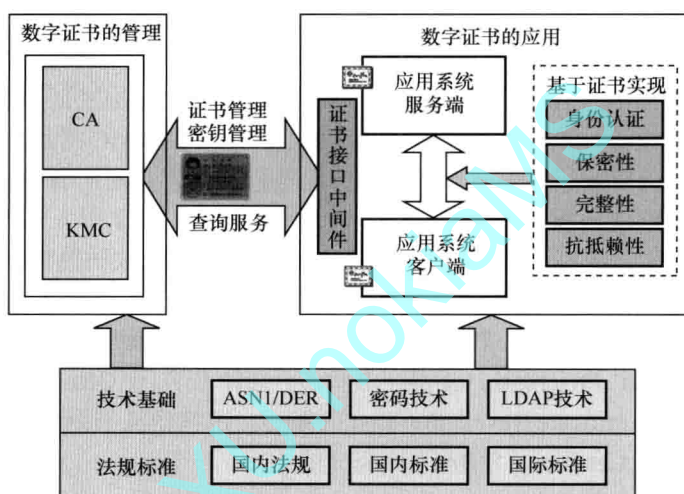 数字证书的管理
CA
KMC
证书管理
密钥管理
查询服务
数字证书的应用
证书接口中间件
应用系统
服务端
应用系统
客户端
基于证书实现
身份认证
保密性
完整性
抗抵赖性
技术基础
ASN1/DER
密码技术
LDAP技术
法规标准
国内法规
国内标准
国际标准
XU.nokiaMS